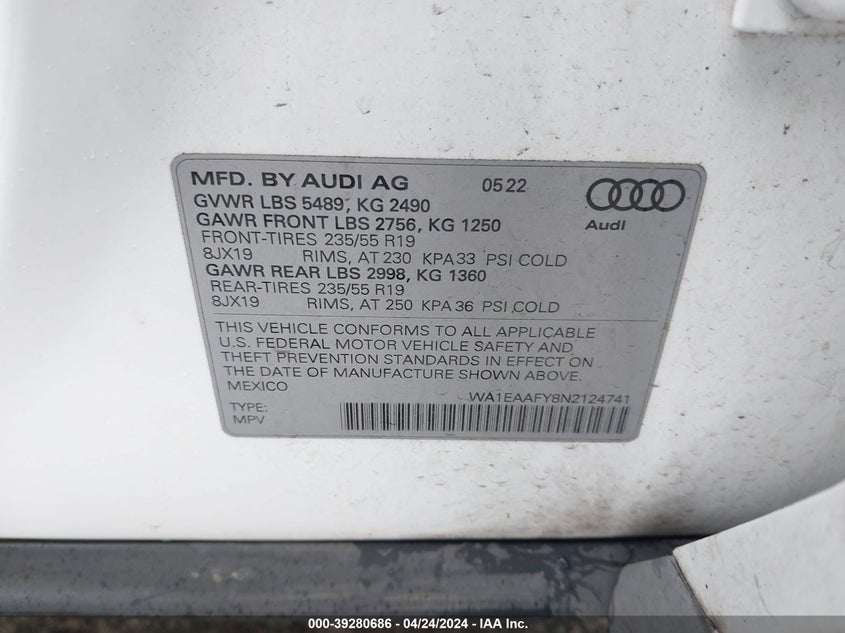 MFD. BY AUDI AG 05 22
GVWR LBS 5489, KG 2490
GAWR FRONT LBS 2756, KG 1250
FRONT-TIRES 235/55 R19
8JX19 RIMS, AT 230 KPA 33 PSI COLD
GAWR REAR LBS 2998, KG 1360
REAR-TIRES 235/55 R19
8JX19 RIMS, AT 250 KPA 36 PSI COLD
Audi
THIS VEHICLE CONFORMS TO ALL APPLICABLE
U.S. FEDERAL MOTOR VEHICLE SAFETY AND
THEFT PREVENTION STANDARDS IN EFFECT ON
THE DATE OF MANUFACTURE SHOWN ABOVE.
MEXICO
WA1EAAFY8N2124741
TYPE:
MPV
000-39280686 - 04/24/2024 - IAA Inc.